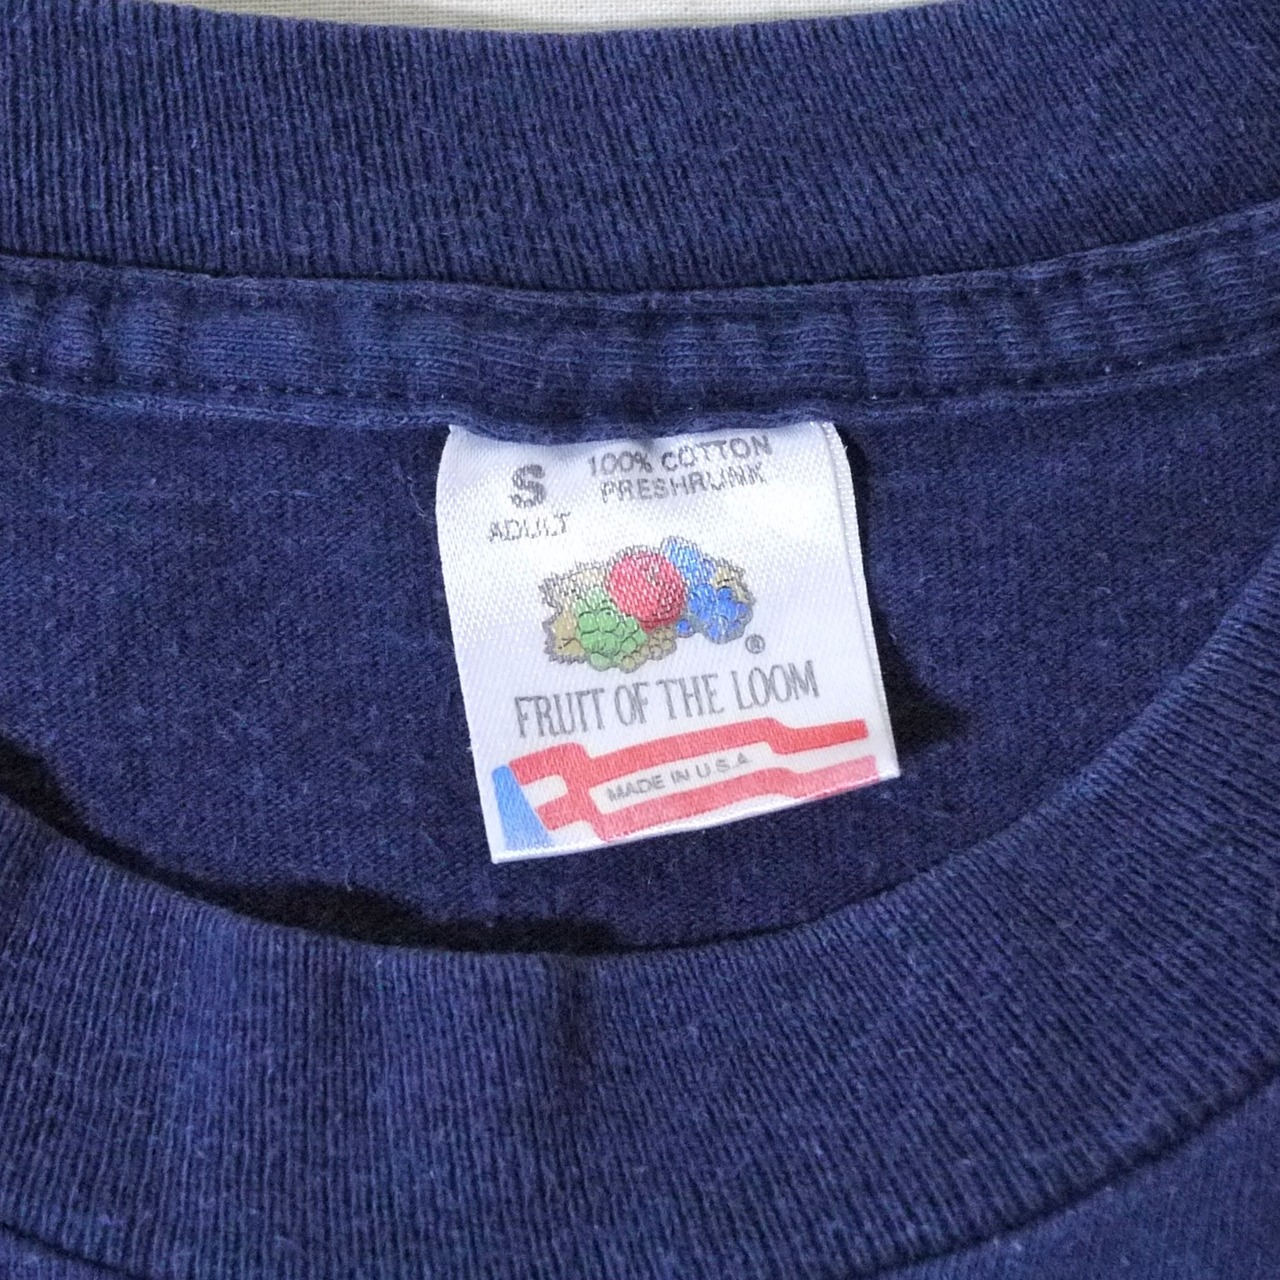 S
100% COTTON
PRESHRUNK
ADULT
®
FRUIT OF THE LOOM
MADE IN U.S.A